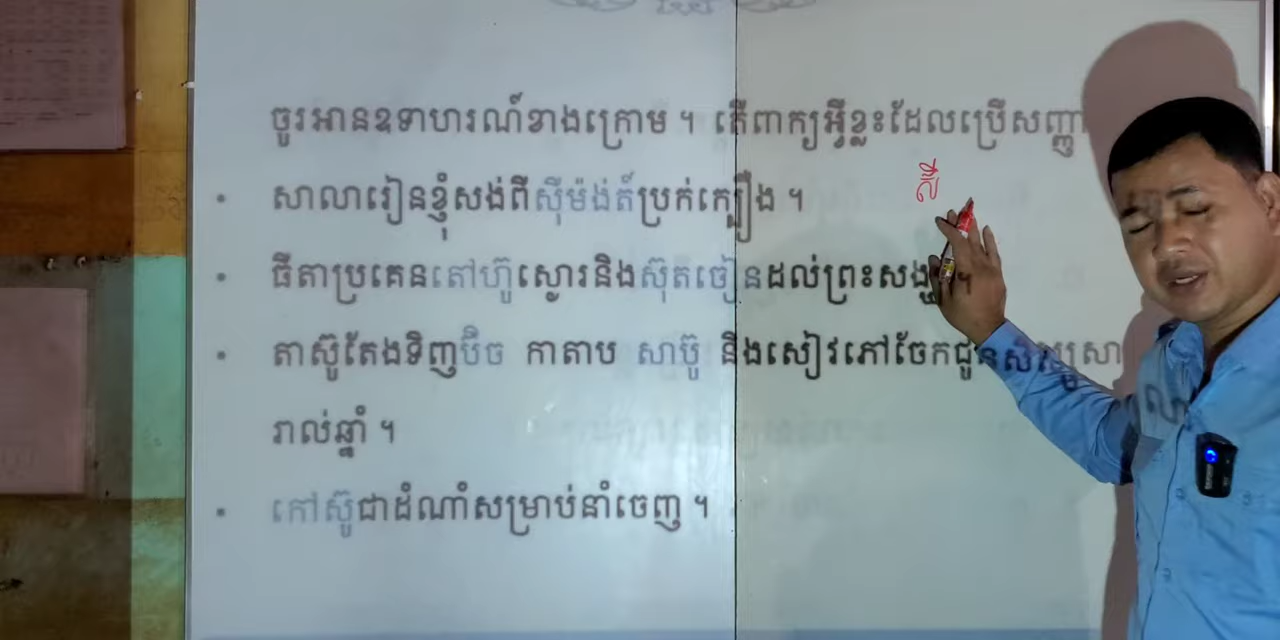 ចូរអានឧទាហរណ៍ខាងក្រោម ។ តើពាក្យអ្វីខ្លះដែលប្រើសញ្ញា
• សាលារៀនខ្ញុំសង់ពីស៊ីម៉ង់ត៍ប្រក់ក្បឿង ។
• ធីតាប្រគេនតៅហ៊ូស្ងោរនិងស៊ុតចៀនដល់ព្រះសង្ឃ ។
• តាស៊ូតែងទិញប៊ិច កាតាប សាប៊ូ និងសៀវភៅចែកជូនសិស្សសា
រាល់ឆ្នាំ ។
• កៅស៊ូជាដំណាំសម្រាប់នាំចេញ ។